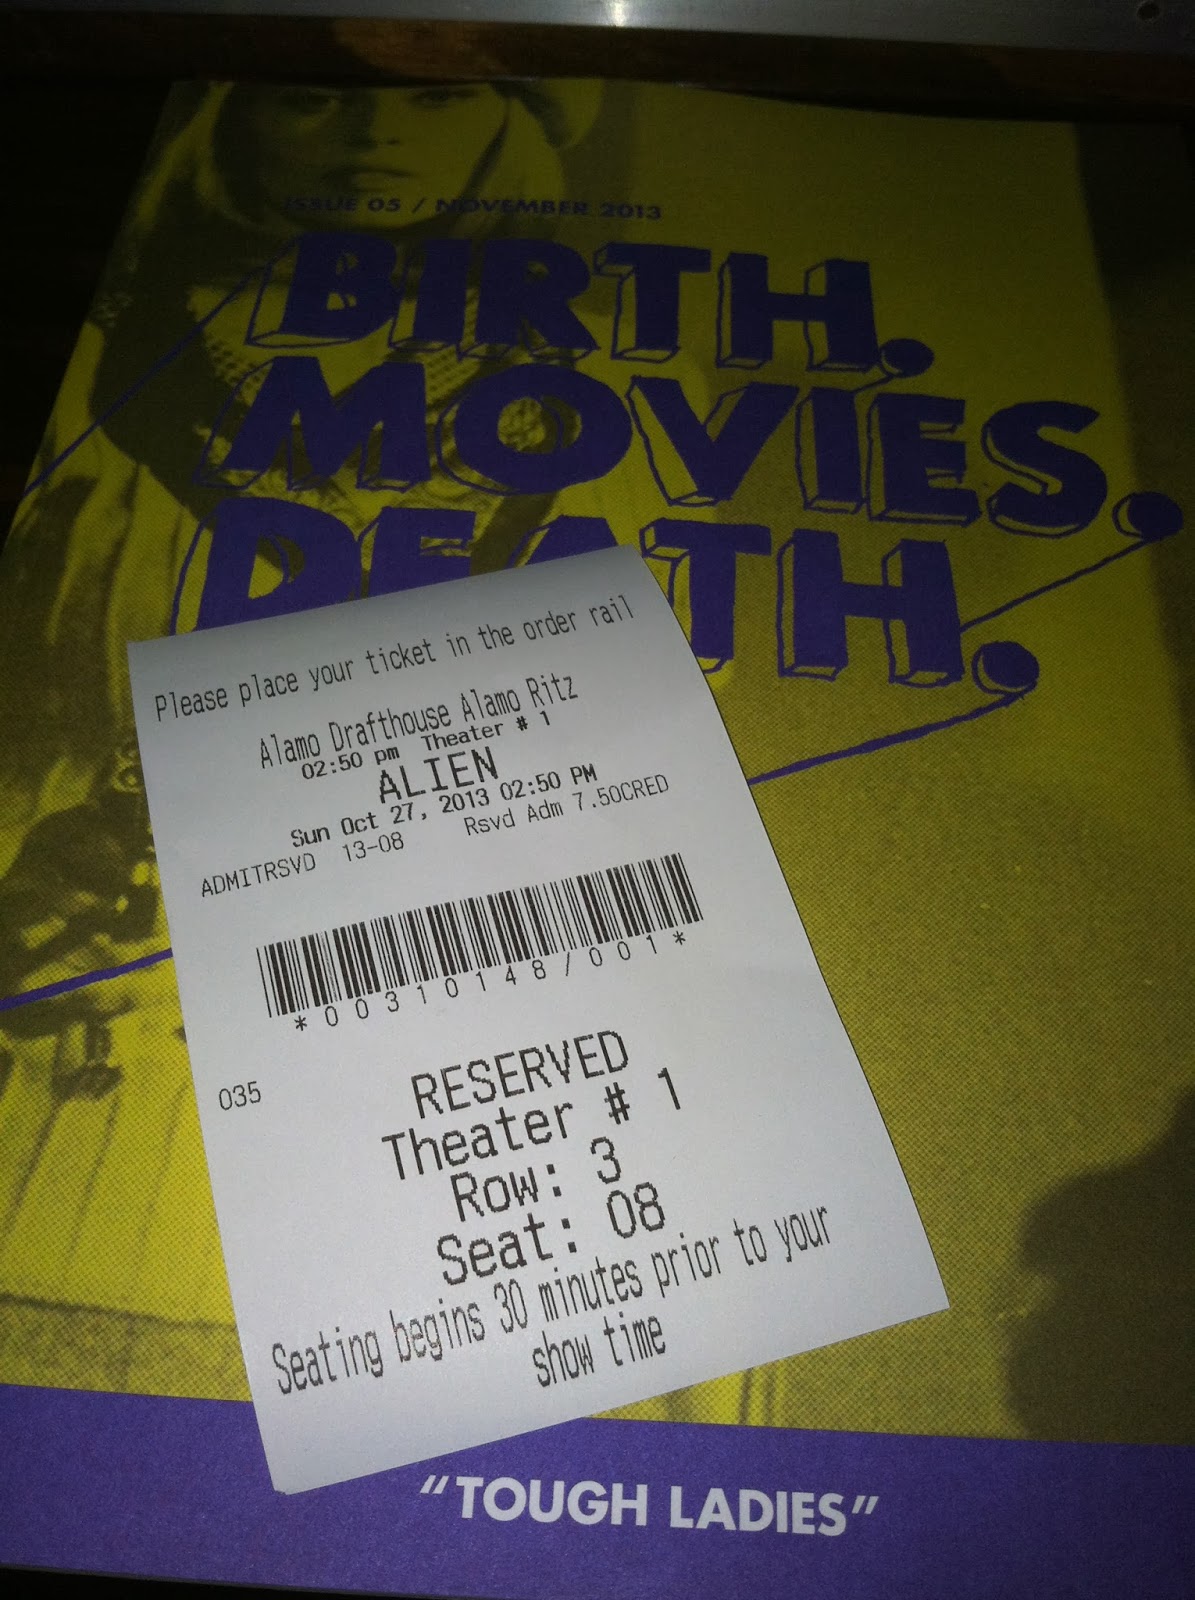 ISSUE 05 / NOVEMBER 2013
BIRTH.
MOVIES.
DEATH.
Please place your ticket in the order rail
Alamo Drafthouse Alamo Ritz
02:50 pm Theater # 1
ALIEN
Sun Oct 27, 2013 02:50 PM
ADMITRSVD 13-08 Rsvd Adm 7.50CRED
*00310148/001*
035
RESERVED
Theater # 1
Row: 3
Seat: 08
Seating begins 30 minutes prior to your
show time
"TOUGH LADIES"